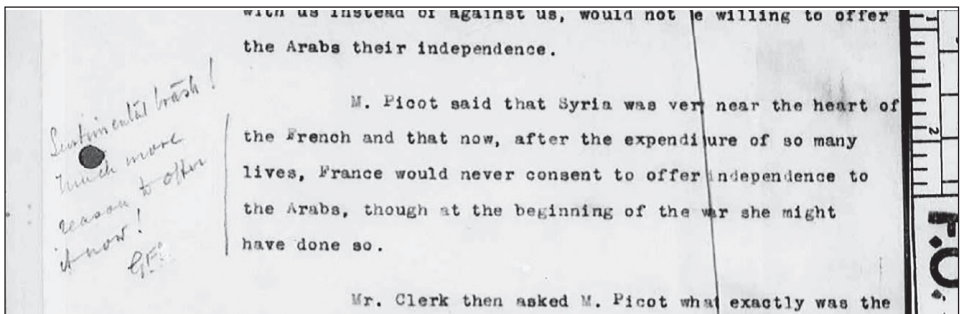 with us instead of against us, would not be willing to offer
the Arabs their independence.
M. Picot said that Syria was very near the heart of
the French and that now, after the expenditure of so many
lives, France would never consent to offer independence to
the Arabs, though at the beginning of the war she might
have done so.
Mr. Clerk then asked M. Picot what exactly was the
Sentimental trash!
Much more
reason to offer
it now!
2
F.O.